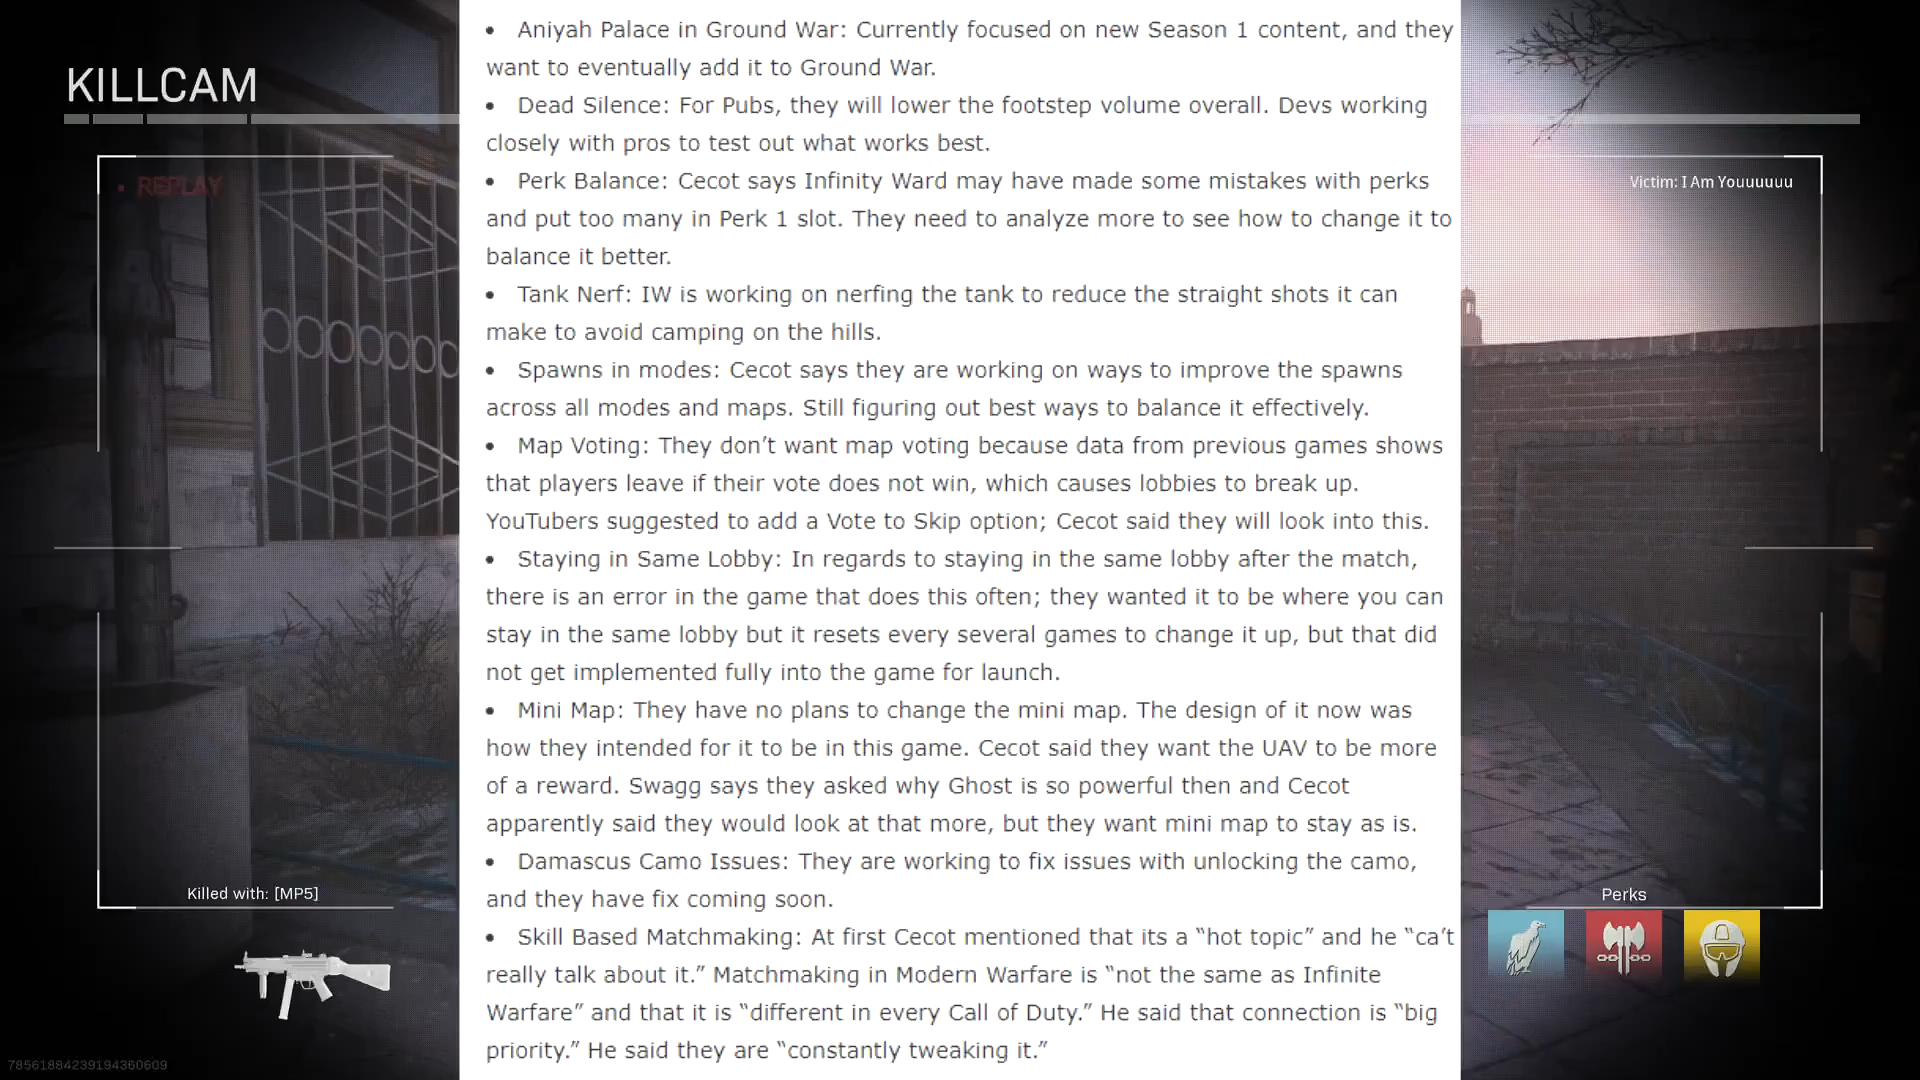 KILLCAM
REPLAY
Victim: I Am Youuuuuu
• Aniyah Palace in Ground War: Currently focused on new Season 1 content, and they
want to eventually add it to Ground War.
• Dead Silence: For Pubs, they will lower the footstep volume overall. Devs working
closely with pros to test out what works best.
• Perk Balance: Cecot says Infinity Ward may have made some mistakes with perks
and put too many in Perk 1 slot. They need to analyze more to see how to change it to
balance it better.
• Tank Nerf: IW is working on nerfing the tank to reduce the straight shots it can
make to avoid camping on the hills.
• Spawns in modes: Cecot says they are working on ways to improve the spawns
across all modes and maps. Still figuring out best ways to balance it effectively.
• Map Voting: They don’t want map voting because data from previous games shows
that players leave if their vote does not win, which causes lobbies to break up.
YouTubers suggested to add a Vote to Skip option; Cecot said they will look into this.
• Staying in Same Lobby: In regards to staying in the same lobby after the match,
there is an error in the game that does this often; they wanted it to be where you can
stay in the same lobby but it resets every several games to change it up, but that did
not get implemented fully into the game for launch.
• Mini Map: They have no plans to change the mini map. The design of it now was
how they intended for it to be in this game. Cecot said they want the UAV to be more
of a reward. Swagg says they asked why Ghost is so powerful then and Cecot
apparently said they would look at that more, but they want mini map to stay as is.
• Damascus Camo Issues: They are working to fix issues with unlocking the camo,
and they have fix coming soon.
• Skill Based Matchmaking: At first Cecot mentioned that its a “hot topic” and he “ca’t
really talk about it.” Matchmaking in Modern Warfare is “not the same as Infinite
Warfare” and that it is “different in every Call of Duty.” He said that connection is “big
priority.” He said they are “constantly tweaking it.”
Killed with: [MP5]
Perks
78561884239194360609